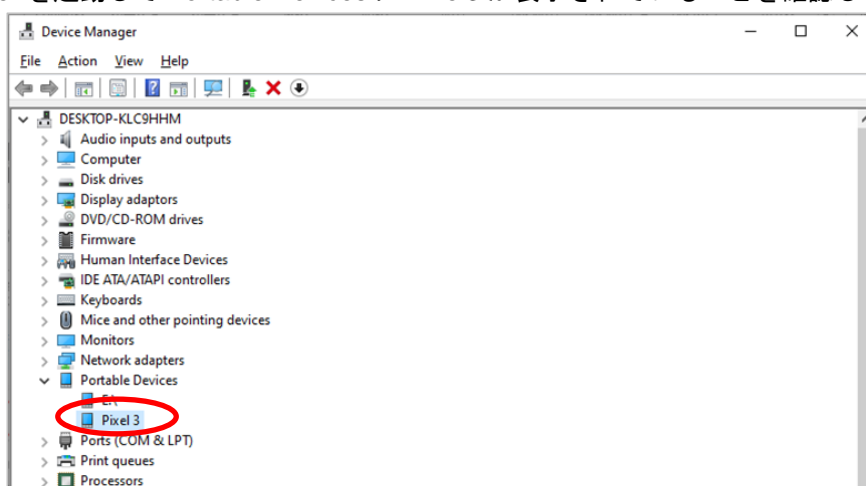 Device Manager
File Action View Help
DESKTOP-KLC9HHM
Audio inputs and outputs
Computer
Disk drives
Display adaptors
DVD/CD-ROM drives
Firmware
Human Interface Devices
IDE ATA/ATAPI controllers
Keyboards
Mice and other pointing devices
Monitors
Network adapters
Portable Devices
E:\
Pixel 3
Ports (COM & LPT)
Print queues
Processors